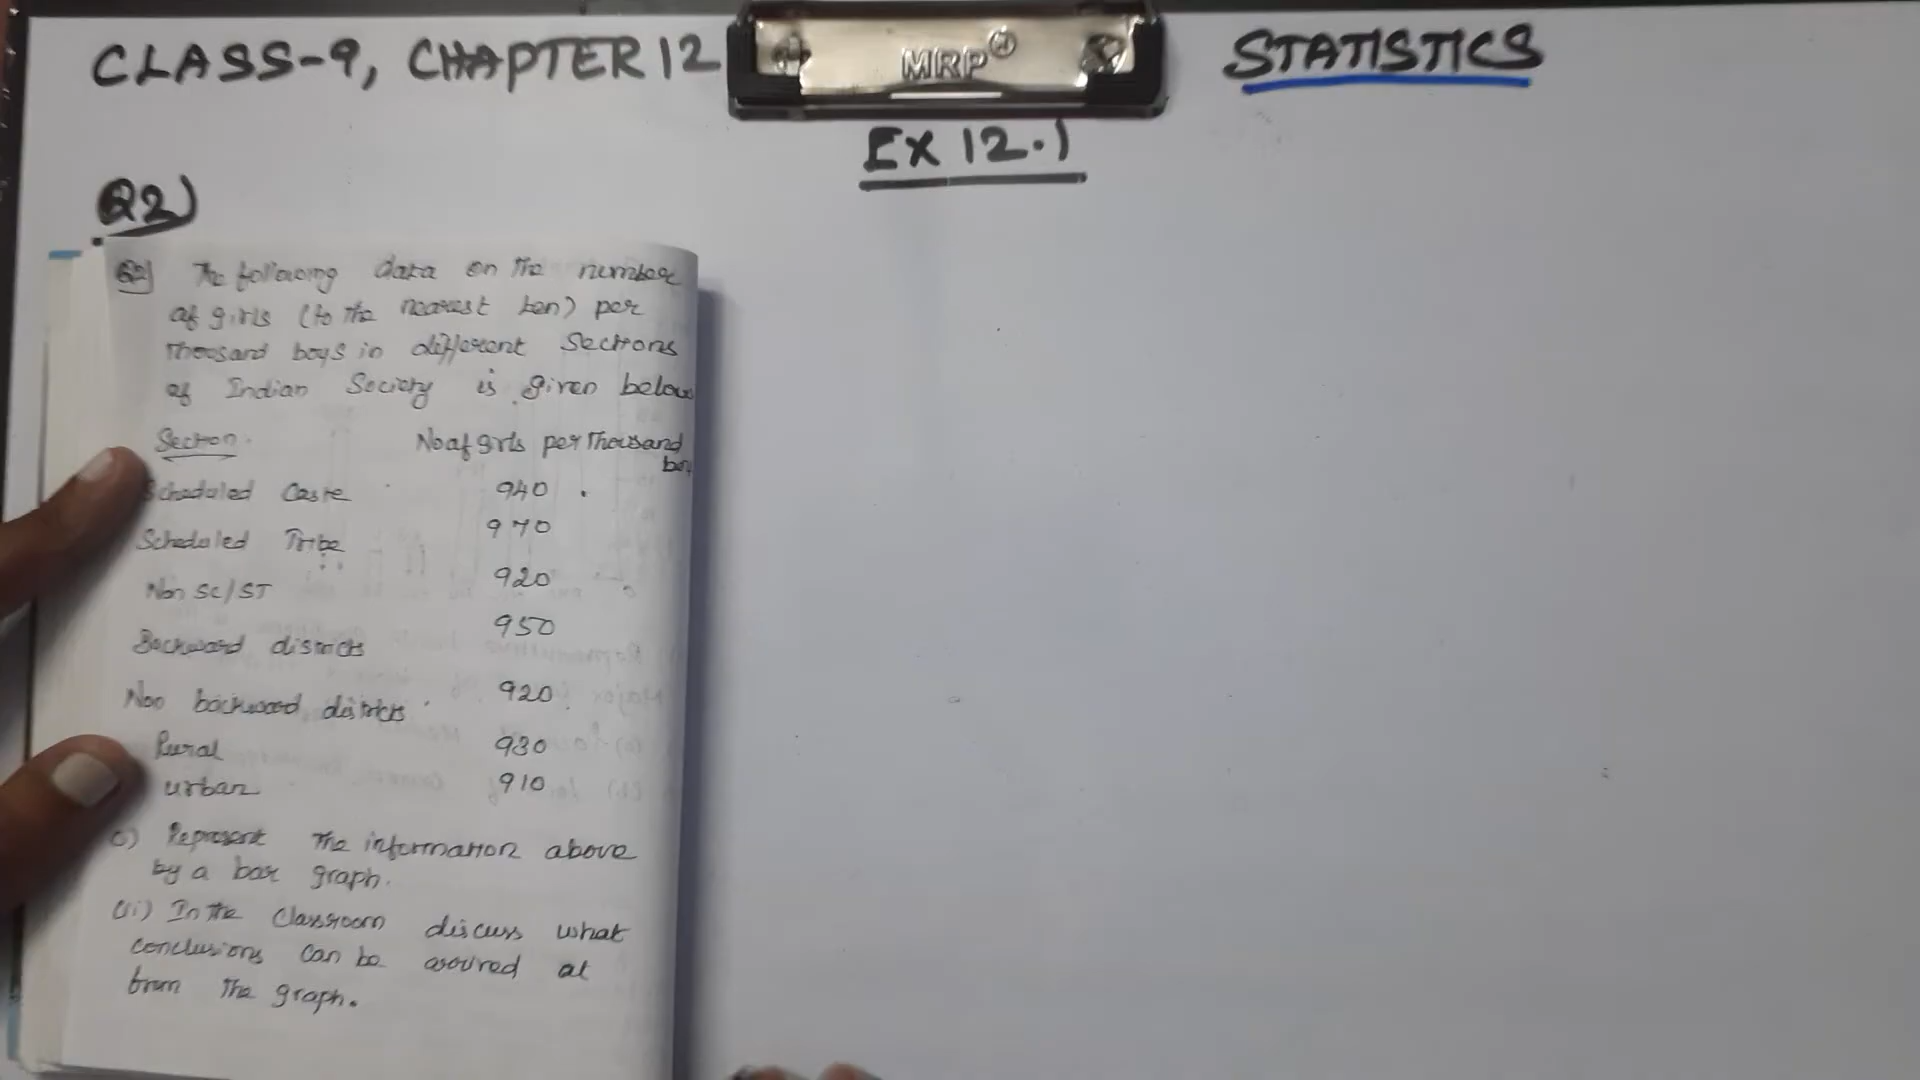 CLASS-9, CHAPTER 12
MRP
STATISTICS
EX 12.1
Q2)
Q2) The following data on the number
of girls (to the nearest ten) per
thousand boys in different sections
of Indian Society is given below
Section. No of girls per Thousand
boy
Scheduled Caste 940
Scheduled Tribe 970
Non SC/ST 920
Backward districts 950
Non backward districts 920
Rural 930
urban 910
i) Represent The information above
by a bar graph.
(ii) In the Classroom discuss what
conclusions can be arrived at
from The graph.